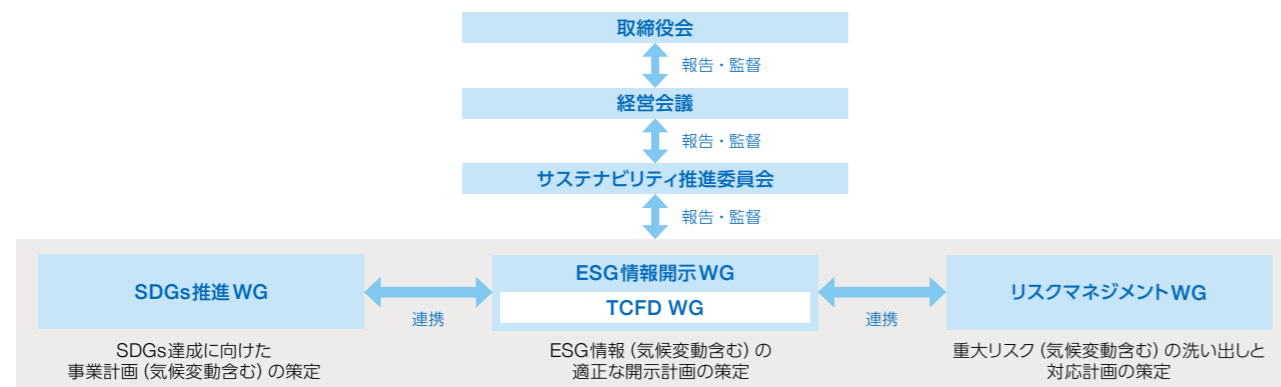 取締役会
報告・監督
経営会議
報告・監督
サステナビリティ推進委員会
報告・監督
SDGs推進WG
連携
ESG情報開示WG
TCFD WG
連携
リスクマネジメントWG
SDGs達成に向けた
事業計画（気候変動含む）の策定
ESG情報（気候変動含む）の
適正な開示計画の策定
重大リスク（気候変動含む）の洗い出しと
対応計画の策定